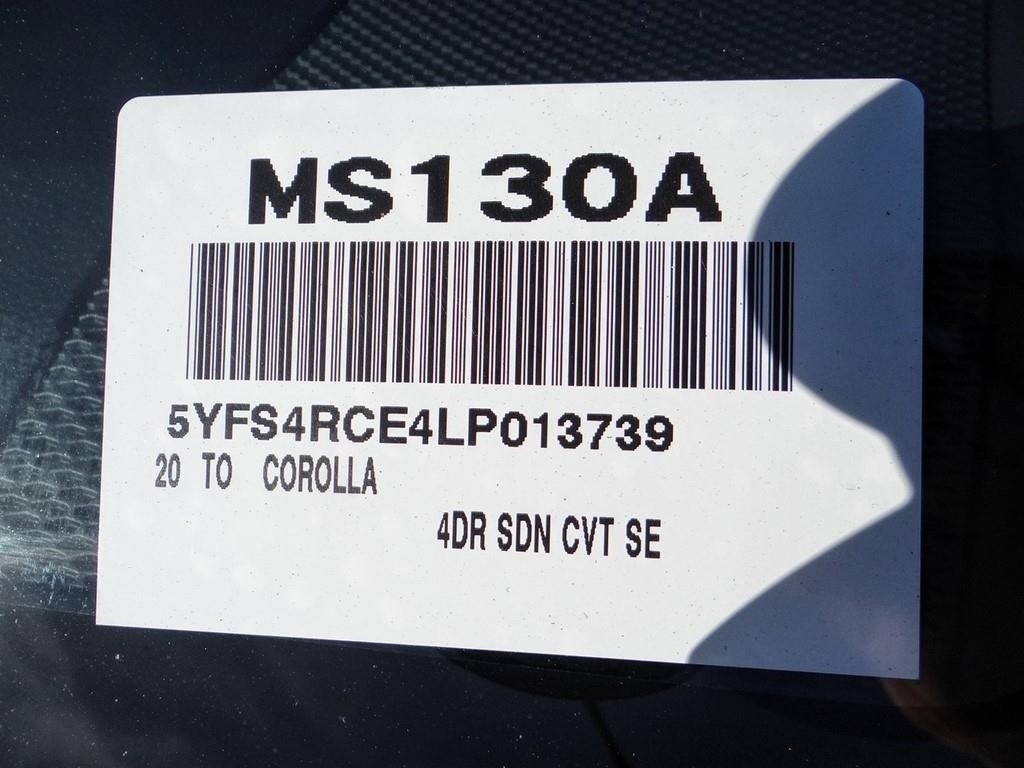 MS130A
5YFS4RCE4LP013739
20 TO COROLLA
4DR SDN CVT SE